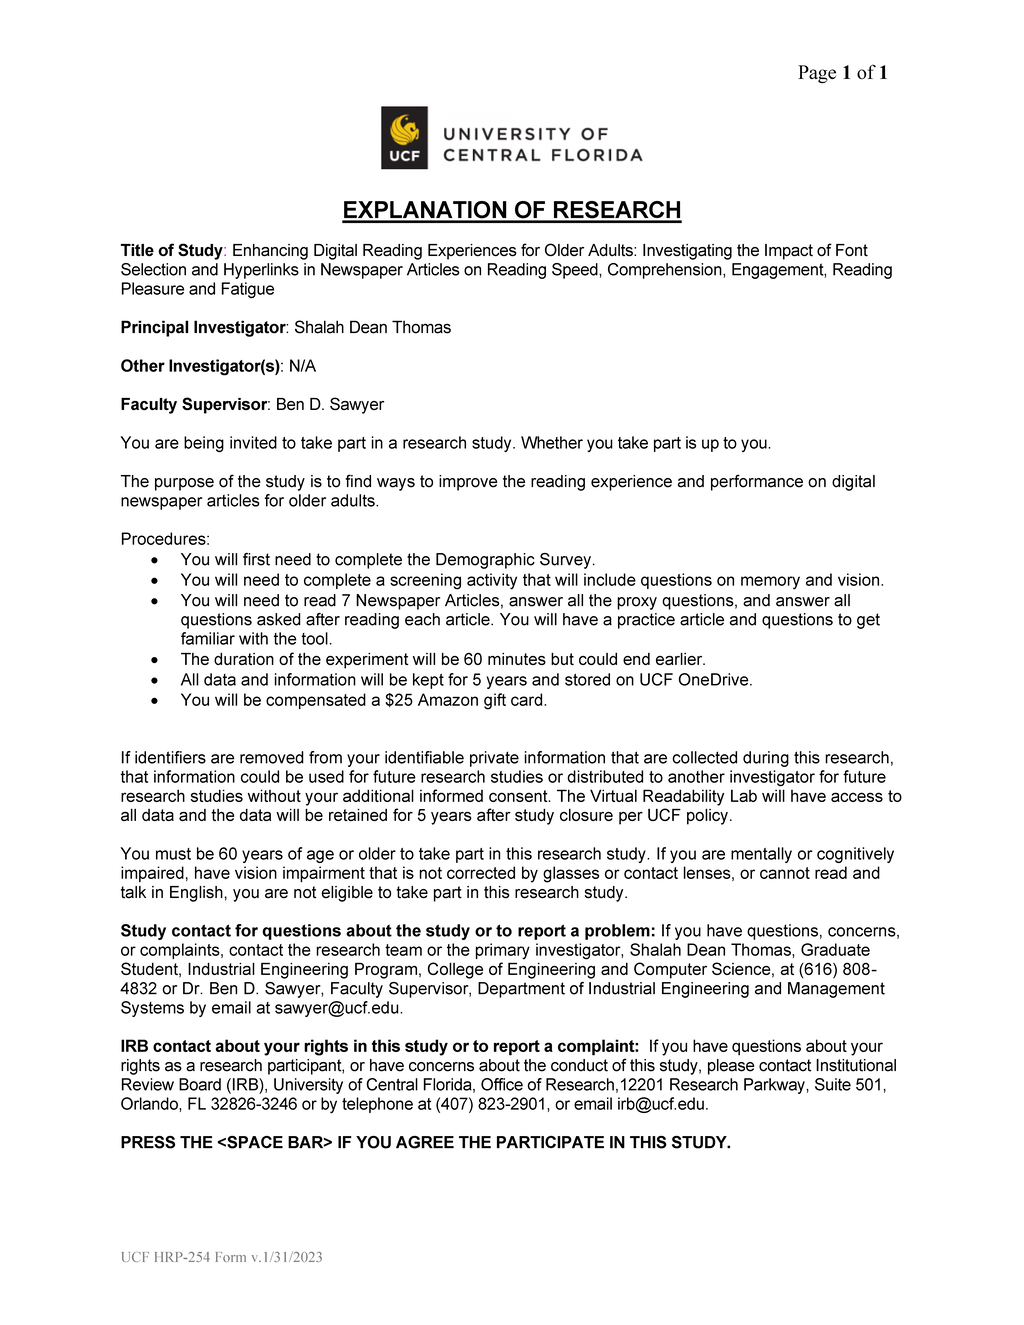 Page 1 of 1
UCF
UNIVERSITY OF
CENTRAL FLORIDA
EXPLANATION OF RESEARCH
Title of Study: Enhancing Digital Reading Experiences for Older Adults: Investigating the Impact of Font
Selection and Hyperlinks in Newspaper Articles on Reading Speed, Comprehension, Engagement, Reading
Pleasure and Fatigue
Principal Investigator: Shalah Dean Thomas
Other Investigator(s): N/A
Faculty Supervisor: Ben D. Sawyer
You are being invited to take part in a research study. Whether you take part is up to you.
The purpose of the study is to find ways to improve the reading experience and performance on digital
newspaper articles for older adults.
Procedures:
• You will first need to complete the Demographic Survey.
• You will need to complete a screening activity that will include questions on memory and vision.
• You will need to read 7 Newspaper Articles, answer all the proxy questions, and answer all
questions asked after reading each article. You will have a practice article and questions to get
familiar with the tool.
• The duration of the experiment will be 60 minutes but could end earlier.
• All data and information will be kept for 5 years and stored on UCF OneDrive.
• You will be compensated a $25 Amazon gift card.
If identifiers are removed from your identifiable private information that are collected during this research,
that information could be used for future research studies or distributed to another investigator for future
research studies without your additional informed consent. The Virtual Readability Lab will have access to
all data and the data will be retained for 5 years after study closure per UCF policy.
You must be 60 years of age or older to take part in this research study. If you are mentally or cognitively
impaired, have vision impairment that is not corrected by glasses or contact lenses, or cannot read and
talk in English, you are not eligible to take part in this research study.
Study contact for questions about the study or to report a problem: If you have questions, concerns,
or complaints, contact the research team or the primary investigator, Shalah Dean Thomas, Graduate
Student, Industrial Engineering Program, College of Engineering and Computer Science, at (616) 808-
4832 or Dr. Ben D. Sawyer, Faculty Supervisor, Department of Industrial Engineering and Management
Systems by email at sawyer@ucf.edu.
IRB contact about your rights in this study or to report a complaint: If you have questions about your
rights as a research participant, or have concerns about the conduct of this study, please contact Institutional
Review Board (IRB), University of Central Florida, Office of Research,12201 Research Parkway, Suite 501,
Orlando, FL 32826-3246 or by telephone at (407) 823-2901, or email irb@ucf.edu.
PRESS THE <SPACE BAR> IF YOU AGREE THE PARTICIPATE IN THIS STUDY.
UCF HRP-254 Form v.1/31/2023